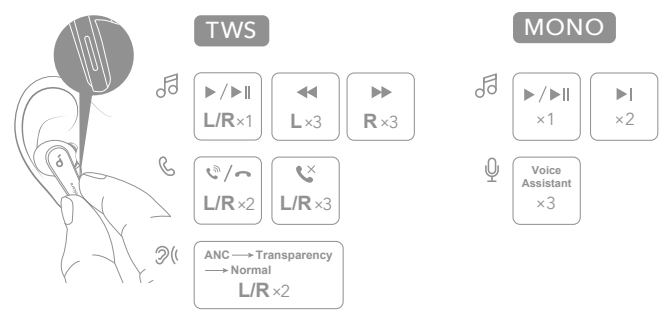 TWS
MONO
L/R×1
L×3
R×3
×1
×2
L/R×2
L/R×3
Voice
Assistant
×3
ANC → Transparency
→ Normal
L/R×2